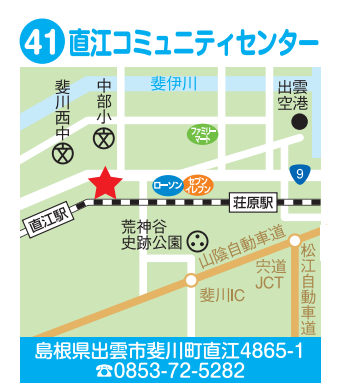 41 直江コミュニティセンター
斐伊川
斐川西中
中部小
出雲
空港
ファミリー
マート
9
ローソン
セブン
イレブン
直江駅
荘原駅
荒神谷
史跡公園
山陰自動車道
宍道
JCT
松江自動車道
斐川IC
島根県出雲市斐川町直江4865-1
☎0853-72-5282